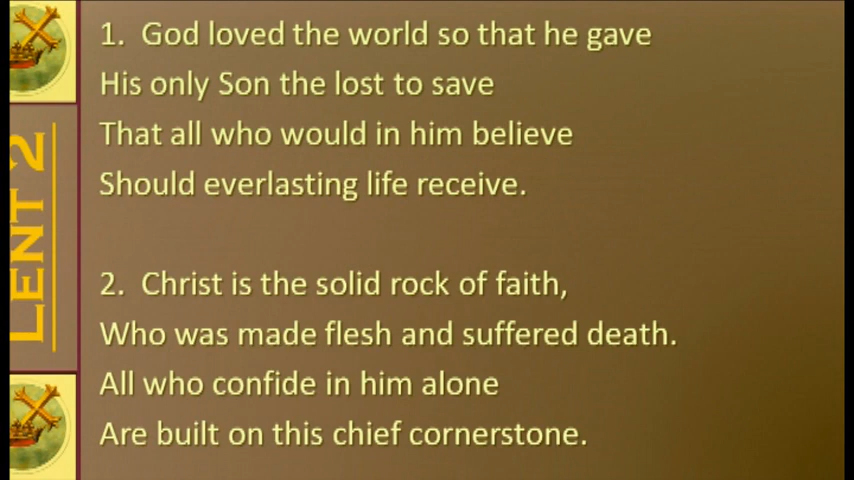 1. God loved the world so that he gave
His only Son the lost to save
That all who would in him believe
Should everlasting life receive.
2. Christ is the solid rock of faith,
Who was made flesh and suffered death.
All who confide in him alone
Are built on this chief cornerstone.
LENT 2